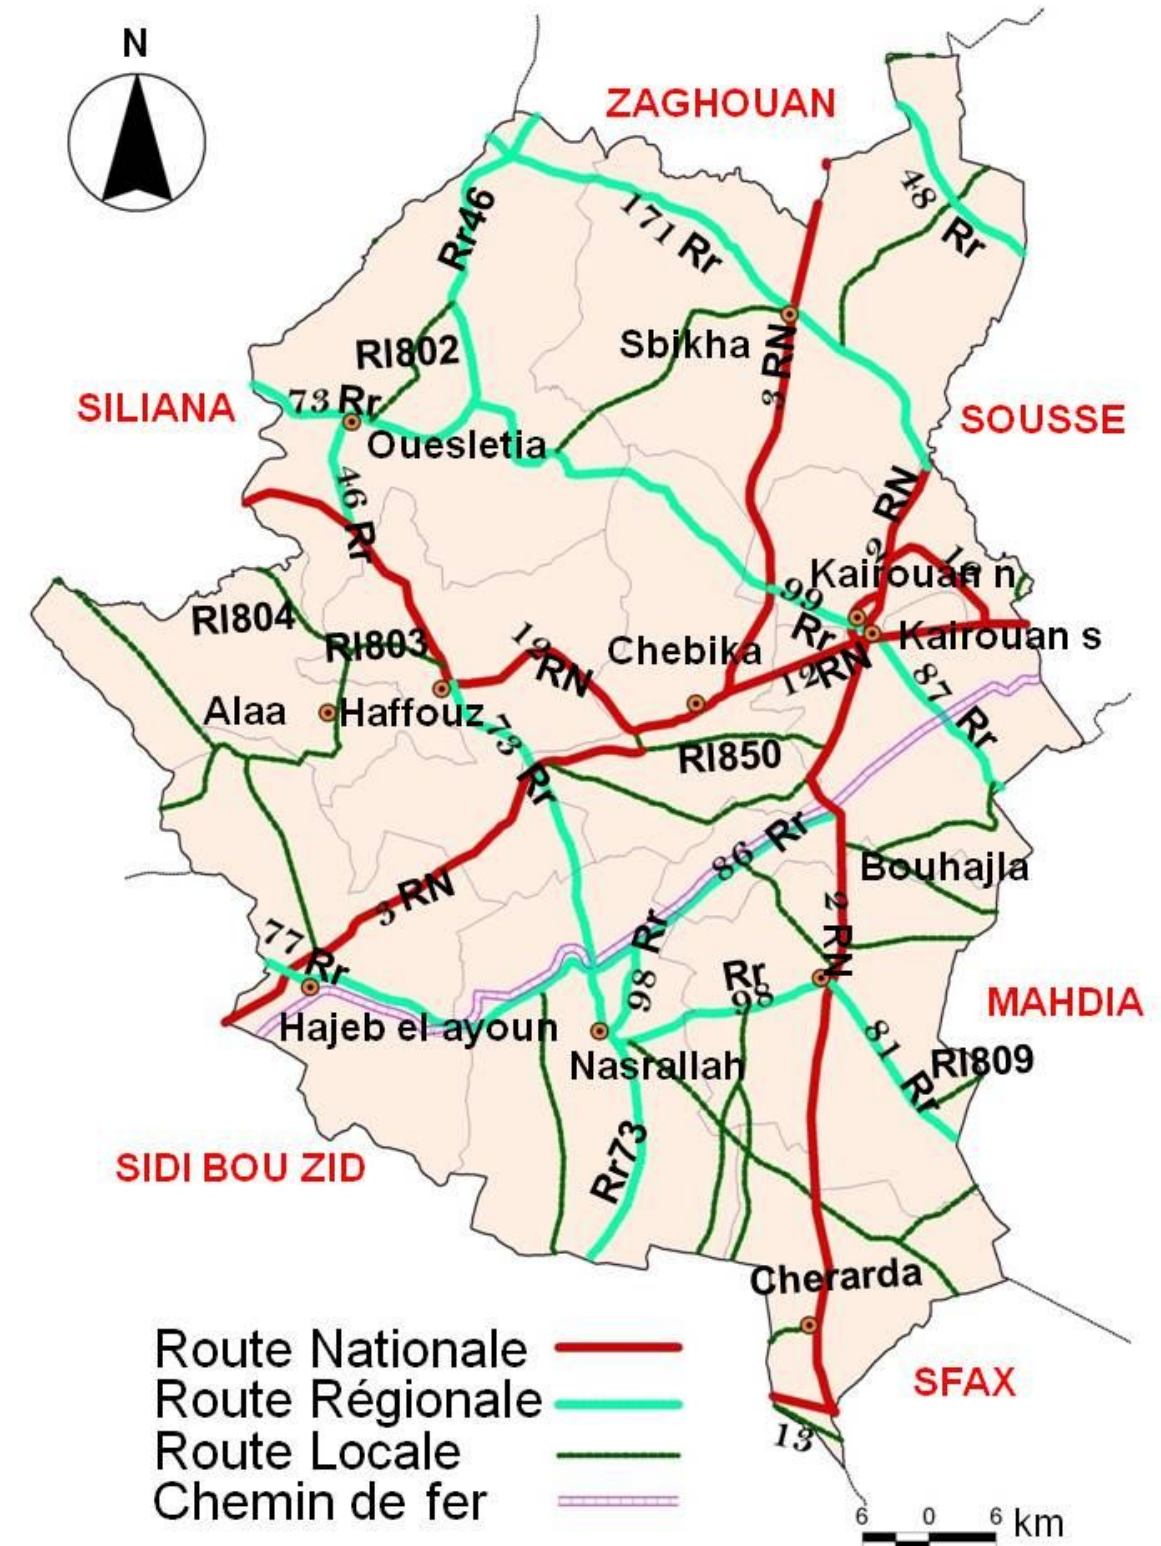 N
ZAGHOUAN
48 Rr
Rr46
171 Rr
Rl802
Sbikha
3 RN
73 Rr
SILIANA
SOUSSE
Ouesletia
46 Rr
2 RN
Kairouan n
99 Rr
Rl804
Rl803
12 RN
Chebika
12 RN
Kairouan s
Alaa
Haffouz
87 Rr
73 Rr
Rl850
86 Rr
Bouhajla
3 RN
2 RN
77 Rr
98 Rr
Rr 98
MAHDIA
Hajeb el ayoun
Nasrallah
81 Rr
Rl809
SIDI BOU ZID
Rr73
Cherarda
SFAX
13
Route Nationale
Route Régionale
Route Locale
Chemin de fer
6 0 6 km